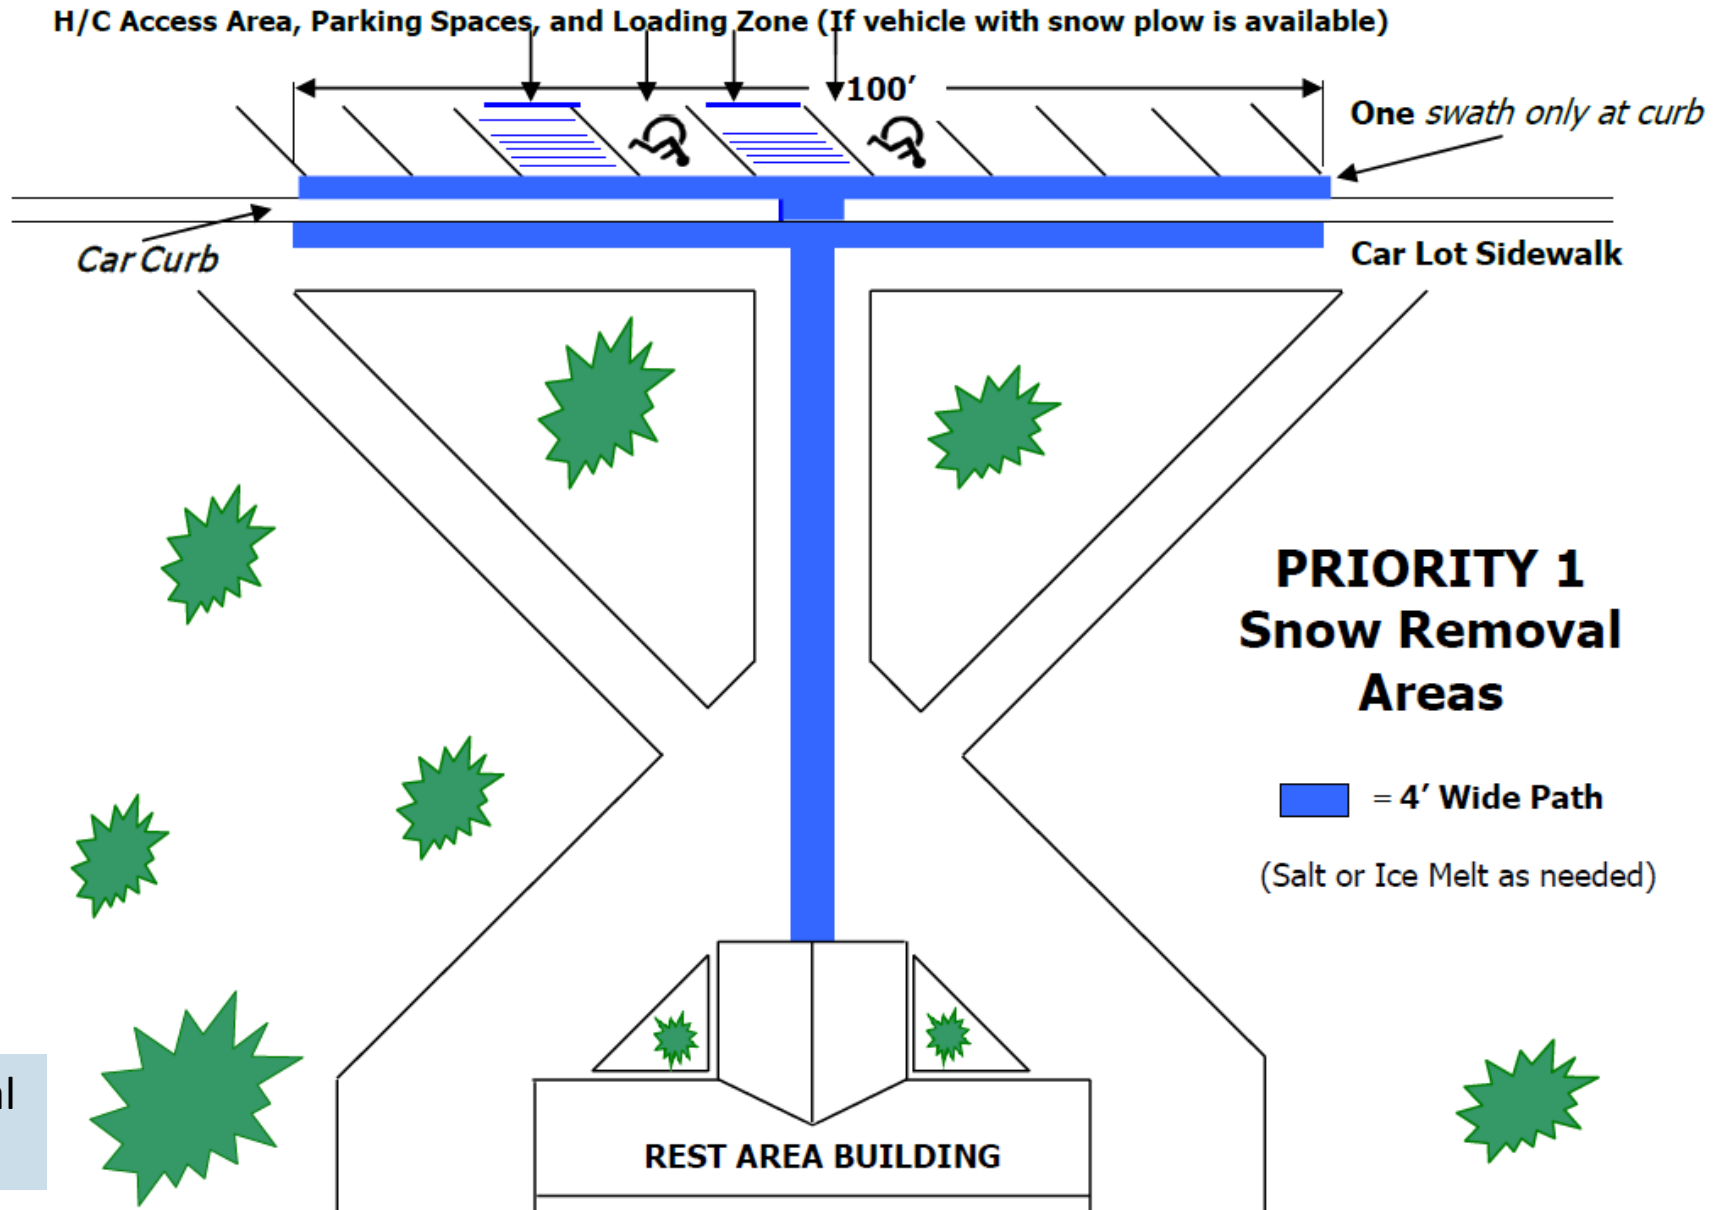 H/C Access Area, Parking Spaces, and Loading Zone (If vehicle with snow plow is available)
100’
One swath only at curb
Car Curb
Car Lot Sidewalk
PRIORITY 1
Snow Removal
Areas
= 4’ Wide Path
(Salt or Ice Melt as needed)
REST AREA BUILDING